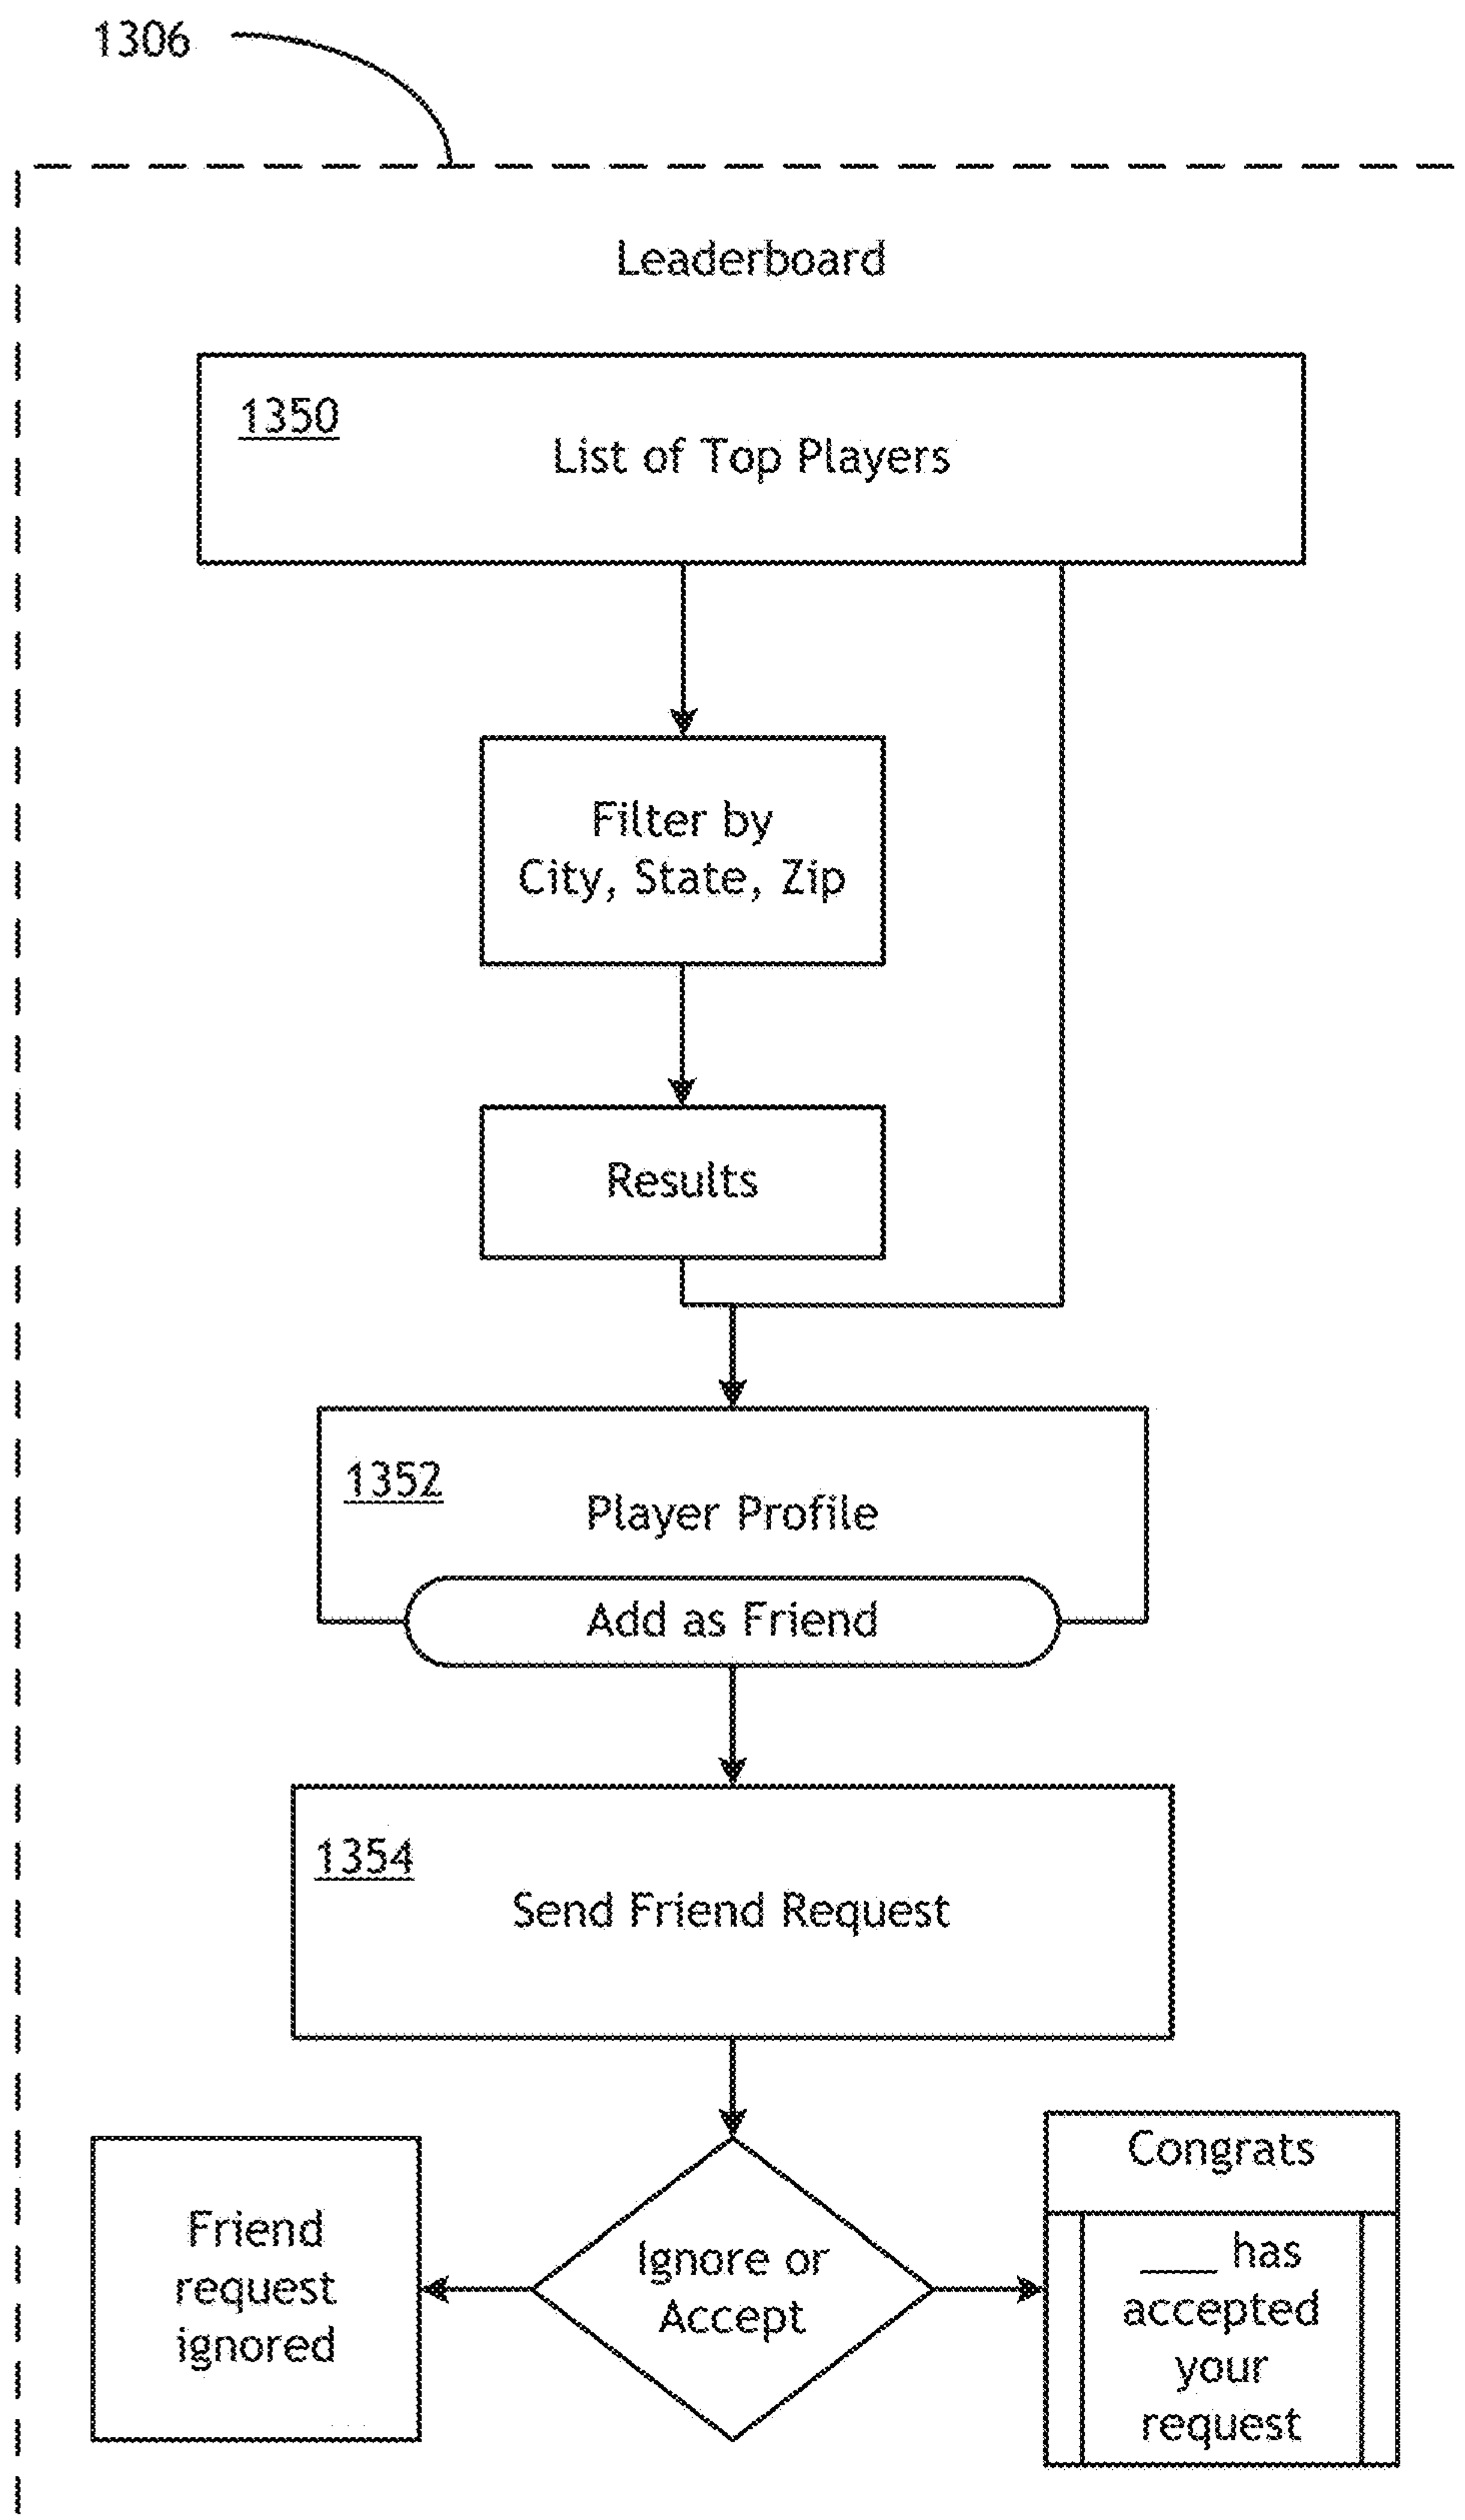 1306
Leaderboard
1350
List of Top Players
Filter by
City, State, Zip
Results
1352
Player Profile
Add as Friend
1354
Send Friend Request
Friend
request
ignored
Ignore or
Accept
Congrats
___ has
accepted
your
request